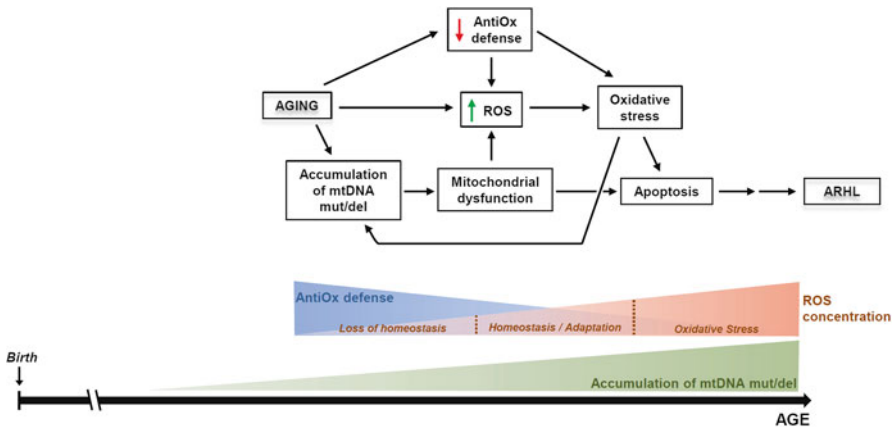 AntiOx
defense
AGING
ROS
Oxidative
stress
Accumulation
of mtDNA
mut/del
Mitochondrial
dysfunction
Apoptosis
ARHL
AntiOx defense
ROS
concentration
Loss of homeostasis
Homeostasis / Adaptation
Oxidative Stress
Birth
Accumulation of mtDNA mut/del
AGE